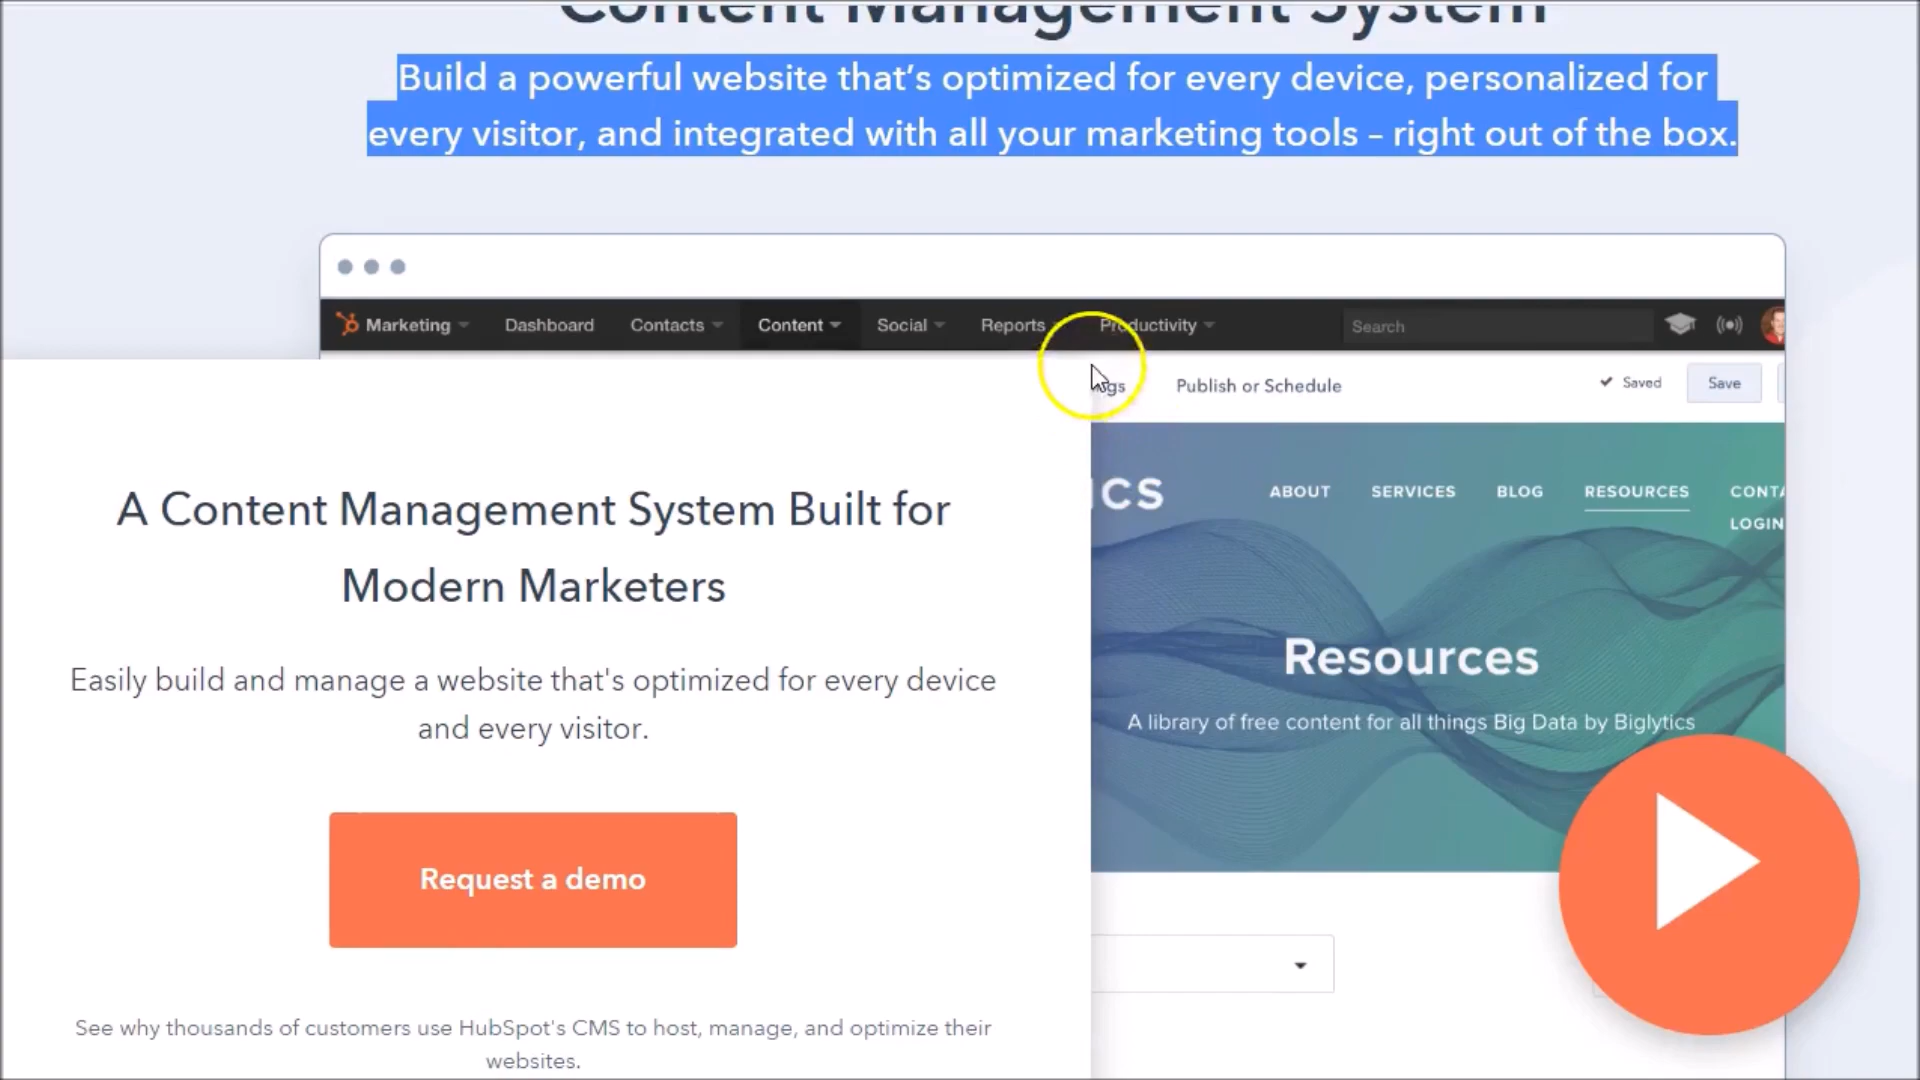 Content Management System
Build a powerful website that’s optimized for every device, personalized for
every visitor, and integrated with all your marketing tools – right out of the box.
Marketing Dashboard Contacts Content Social Reports Productivity Search
Publish or Schedule Saved Save
ICS ABOUT SERVICES BLOG RESOURCES
LOGIN
A Content Management System Built for
Modern Marketers
Resources
Easily build and manage a website that's optimized for every device
and every visitor.
A library of free content for all things Big Data by Biglytics
Request a demo
See why thousands of customers use HubSpot's CMS to host, manage, and optimize their
websites.